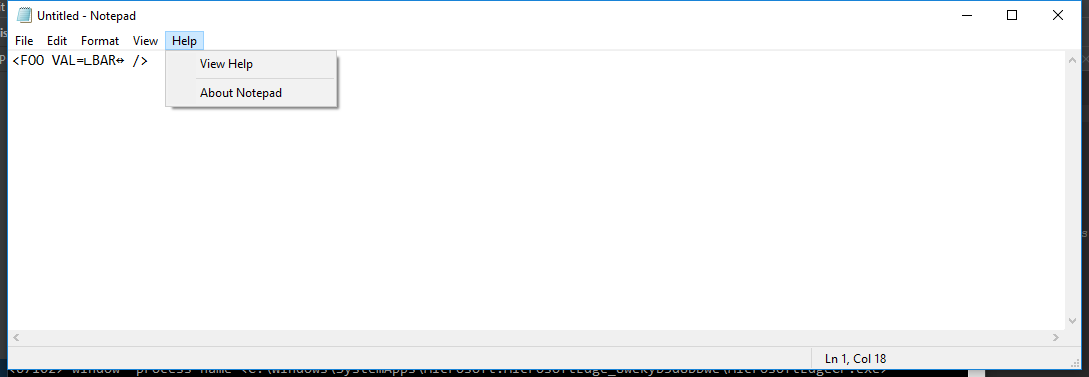 Untitled - Notepad
File Edit Format View Help
<FOO VAL=∟BAR↔ />
View Help
About Notepad
Ln 1, Col 18